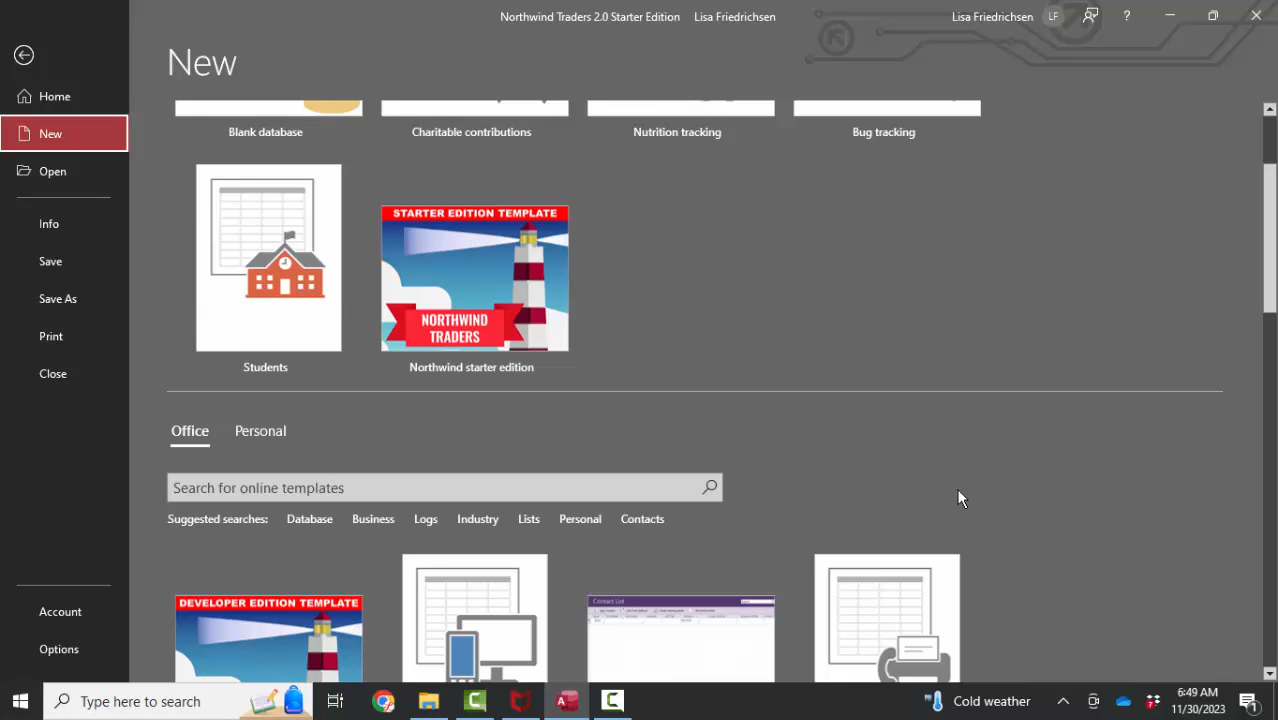 Northwind Traders 2.0 Starter Edition Lisa Friedrichsen
Lisa Friedrichsen LF ?
New
Home
New
Open
Info
Save
Save As
Print
Close
Account
Options
Blank database
Charitable contributions
Nutrition tracking
Bug tracking
STARTER EDITION TEMPLATE
NORTHWIND
TRADERS
Students
Northwind starter edition
Office Personal
Search for online templates
Suggested searches: Database Business Logs Industry Lists Personal Contacts
DEVELOPER EDITION TEMPLATE
Contact List
Type here to search
A
C
C
Cold weather
6:49 AM
11/30/2023
1